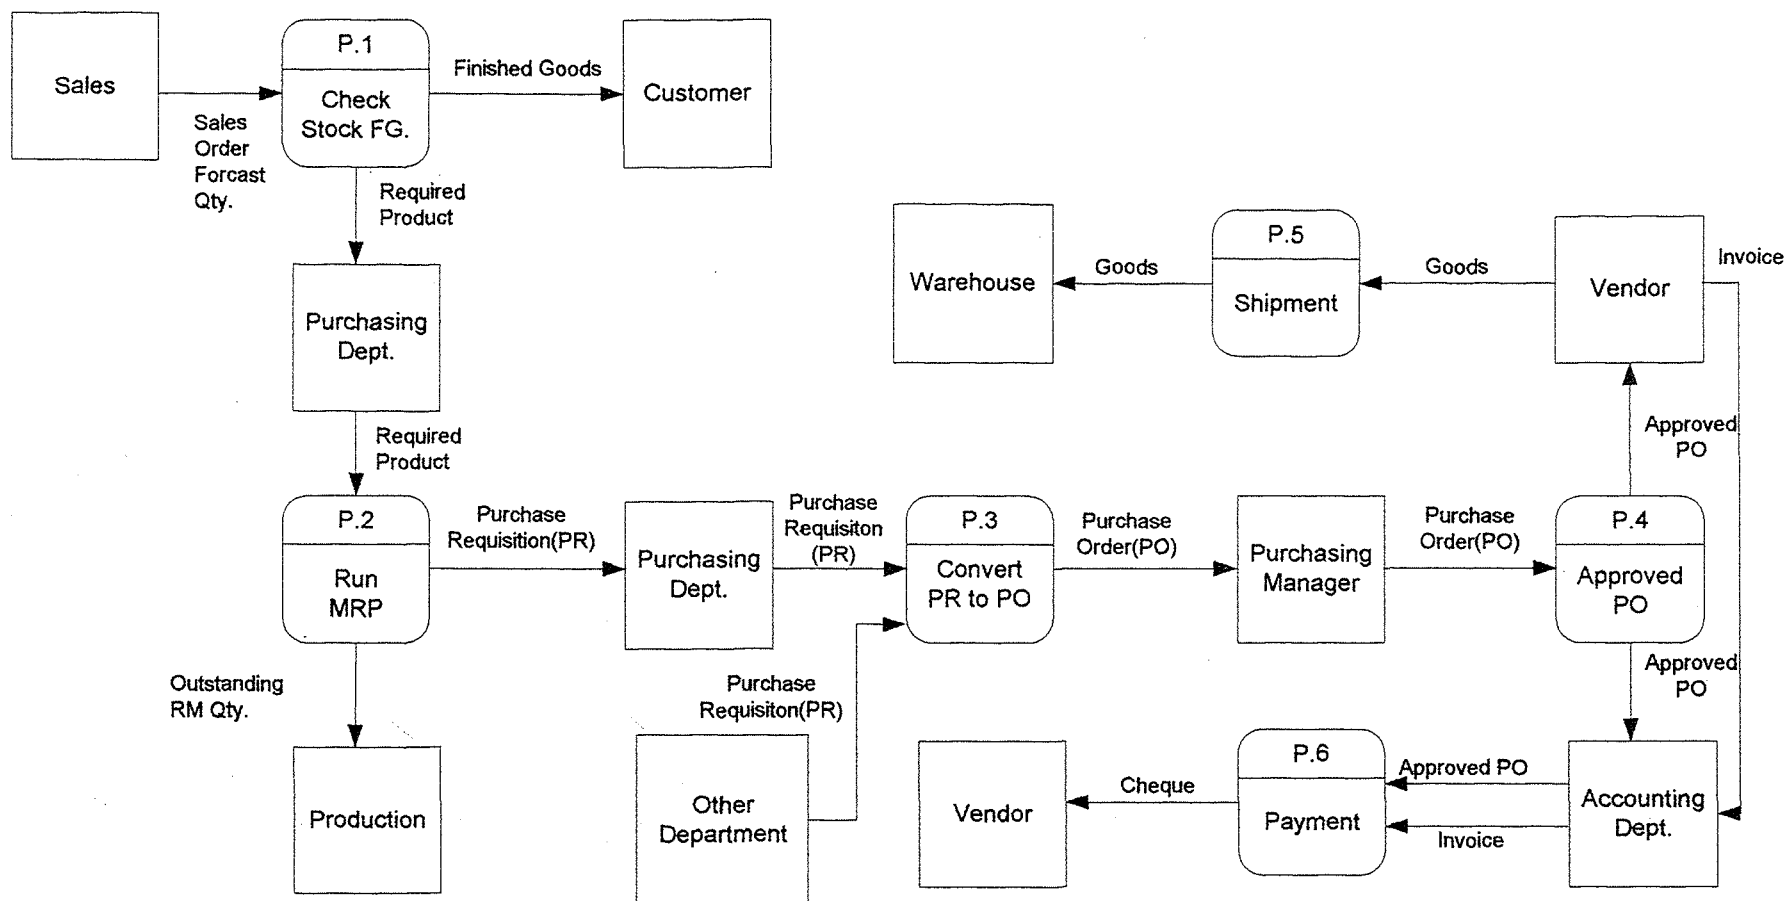 Sales
Sales
Order
Forcast
Qty.
P.1
Check
Stock FG.
Finished Goods
Customer
Required
Product
Purchasing
Dept.
Required
Product
P.2
Run
MRP
Outstanding
RM Qty.
Production
Purchase
Requisition(PR)
Purchasing
Dept.
Purchase
Requisiton
(PR)
Purchase
Requisiton(PR)
Other
Department
P.3
Convert
PR to PO
Purchase
Order(PO)
Purchasing
Manager
Purchase
Order(PO)
P.4
Approved
PO
Approved
PO
Vendor
Invoice
Goods
P.5
Shipment
Goods
Warehouse
Approved
PO
Accounting
Dept.
Approved PO
Invoice
P.6
Payment
Cheque
Vendor